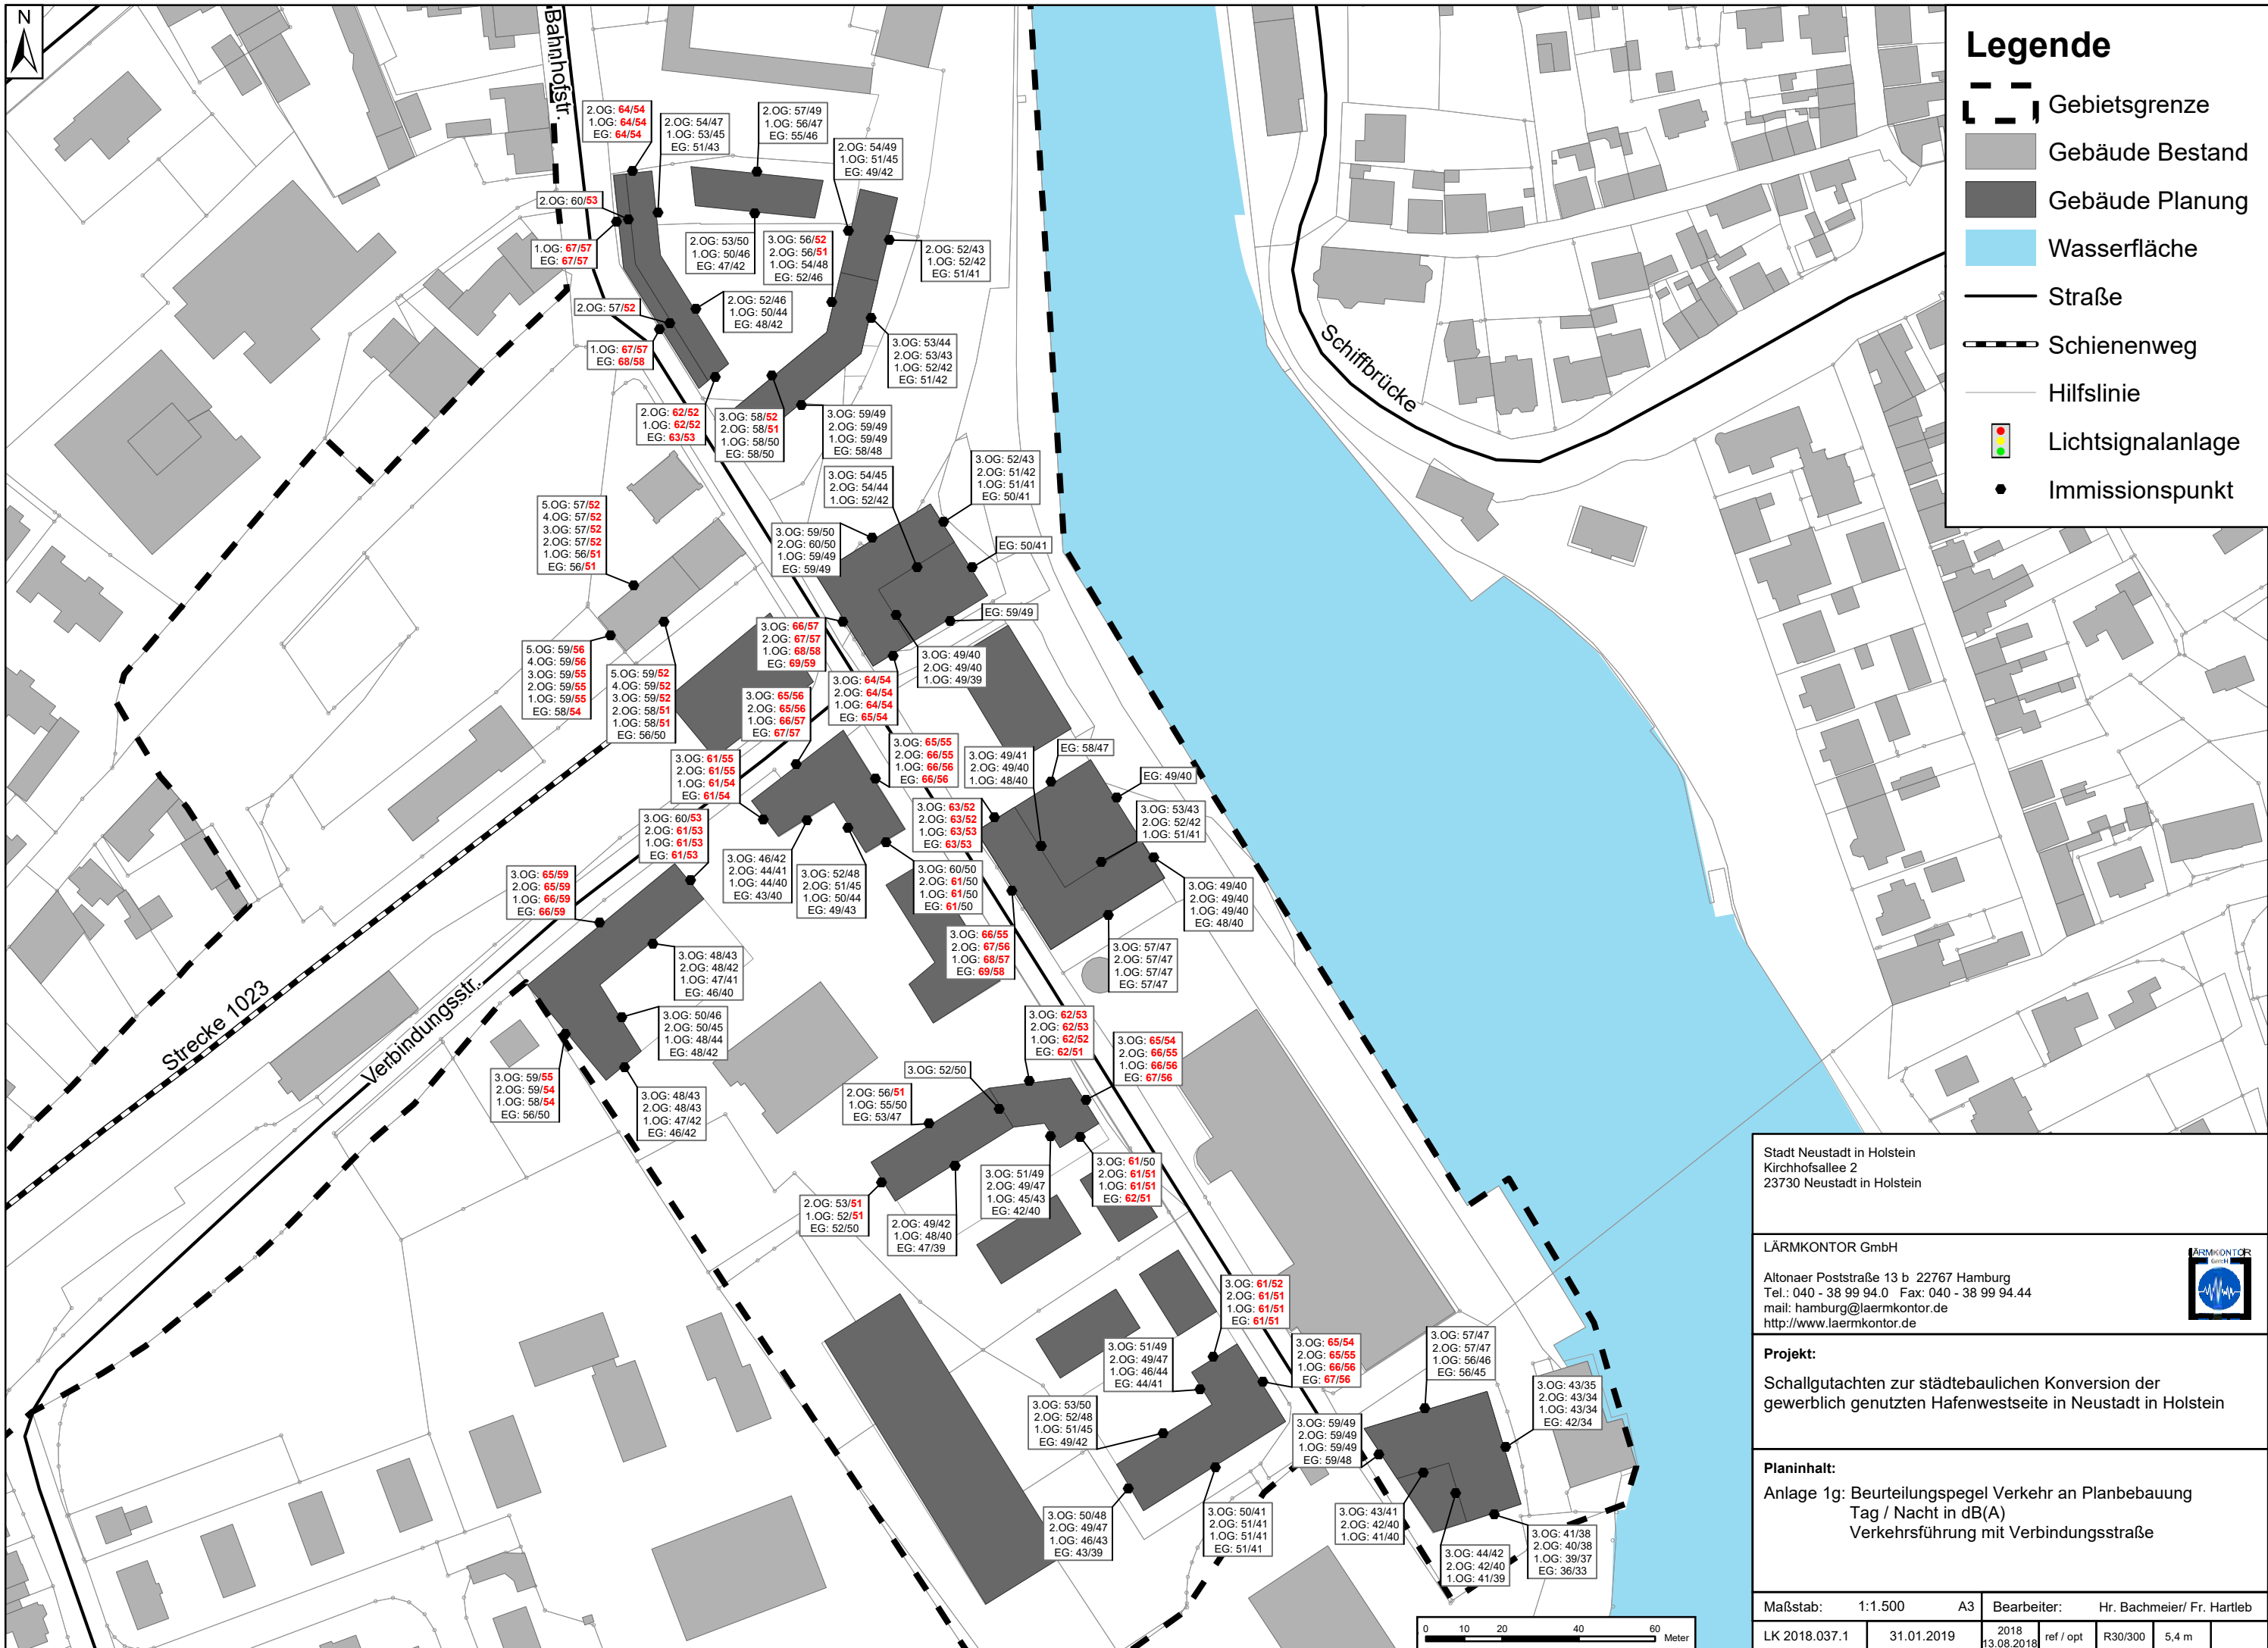 N
Bahnhofstr.
2.OG: 64/54
1.OG: 64/54
EG: 64/54
2.OG: 54/47
1.OG: 53/45
EG: 51/43
2.OG: 57/49
1.OG: 56/47
EG: 55/46
2.OG: 54/49
1.OG: 51/45
EG: 49/42
2.OG: 60/53
1.OG: 67/57
EG: 67/57
2.OG: 53/50
1.OG: 50/46
EG: 47/42
3.OG: 56/52
2.OG: 56/51
1.OG: 54/48
EG: 52/46
2.OG: 52/43
1.OG: 52/42
EG: 51/41
2.OG: 57/52
2.OG: 52/46
1.OG: 50/44
EG: 48/42
1.OG: 67/57
EG: 68/58
3.OG: 53/44
2.OG: 53/43
1.OG: 52/42
EG: 51/42
2.OG: 62/52
1.OG: 62/52
EG: 63/53
3.OG: 58/52
2.OG: 58/51
1.OG: 58/50
EG: 58/50
3.OG: 59/49
2.OG: 59/49
1.OG: 59/49
EG: 58/48
3.OG: 54/45
2.OG: 54/44
1.OG: 52/42
3.OG: 52/43
2.OG: 51/42
1.OG: 51/41
EG: 50/41
5.OG: 57/52
4.OG: 57/52
3.OG: 57/52
2.OG: 57/52
1.OG: 56/51
EG: 56/51
3.OG: 59/50
2.OG: 60/50
1.OG: 59/49
EG: 59/49
EG: 50/41
EG: 59/49
3.OG: 66/57
2.OG: 67/57
1.OG: 68/58
EG: 69/59
5.OG: 59/56
4.OG: 59/56
3.OG: 59/55
2.OG: 59/55
1.OG: 59/55
EG: 58/54
5.OG: 59/52
4.OG: 59/52
3.OG: 59/52
2.OG: 58/51
1.OG: 58/51
EG: 56/50
3.OG: 49/40
2.OG: 49/40
1.OG: 49/39
3.OG: 65/56
2.OG: 65/56
1.OG: 66/57
EG: 67/57
3.OG: 64/54
2.OG: 64/54
1.OG: 64/54
EG: 65/54
3.OG: 61/55
2.OG: 61/55
1.OG: 61/54
EG: 61/54
3.OG: 65/55
2.OG: 66/55
1.OG: 66/56
EG: 66/56
3.OG: 49/41
2.OG: 49/40
1.OG: 48/40
EG: 58/47
EG: 49/40
3.OG: 60/53
2.OG: 61/53
1.OG: 61/53
EG: 61/53
3.OG: 63/52
2.OG: 63/52
1.OG: 63/53
EG: 63/53
3.OG: 53/43
2.OG: 52/42
1.OG: 51/41
3.OG: 65/59
2.OG: 65/59
1.OG: 66/59
EG: 66/59
3.OG: 46/42
2.OG: 44/41
1.OG: 44/40
EG: 43/40
3.OG: 52/48
2.OG: 51/45
1.OG: 50/44
EG: 49/43
3.OG: 60/50
2.OG: 61/50
1.OG: 61/50
EG: 61/50
3.OG: 49/40
2.OG: 49/40
1.OG: 49/40
EG: 48/40
3.OG: 48/43
2.OG: 48/42
1.OG: 47/41
EG: 46/40
3.OG: 66/55
2.OG: 67/56
1.OG: 68/57
EG: 69/58
3.OG: 57/47
2.OG: 57/47
1.OG: 57/47
EG: 57/47
Strecke 1023
Verbindungsstr.
3.OG: 50/46
2.OG: 50/45
1.OG: 48/44
EG: 48/42
3.OG: 62/53
2.OG: 62/53
1.OG: 62/52
EG: 62/51
3.OG: 65/54
2.OG: 66/55
1.OG: 66/56
EG: 67/56
3.OG: 59/55
2.OG: 59/54
1.OG: 58/54
EG: 56/50
3.OG: 52/50
2.OG: 56/51
1.OG: 55/50
EG: 53/47
3.OG: 48/43
2.OG: 48/43
1.OG: 47/42
EG: 46/42
3.OG: 51/49
2.OG: 49/47
1.OG: 45/43
EG: 42/40
3.OG: 61/50
2.OG: 61/51
1.OG: 61/51
EG: 62/51
2.OG: 53/51
1.OG: 52/51
EG: 52/50
2.OG: 49/42
1.OG: 48/40
EG: 47/39
3.OG: 61/52
2.OG: 61/51
1.OG: 61/51
EG: 61/51
3.OG: 51/49
2.OG: 49/47
1.OG: 46/44
EG: 44/41
3.OG: 65/54
2.OG: 65/55
1.OG: 66/56
EG: 67/56
3.OG: 57/47
2.OG: 57/47
1.OG: 56/46
EG: 56/45
3.OG: 43/35
2.OG: 43/34
1.OG: 43/34
EG: 42/34
3.OG: 53/50
2.OG: 52/48
1.OG: 51/45
EG: 49/42
3.OG: 59/49
2.OG: 59/49
1.OG: 59/49
EG: 59/48
3.OG: 50/48
2.OG: 49/47
1.OG: 46/43
EG: 43/39
3.OG: 50/41
2.OG: 51/41
1.OG: 51/41
EG: 51/41
3.OG: 43/41
2.OG: 42/40
1.OG: 41/40
3.OG: 44/42
2.OG: 42/40
1.OG: 41/39
3.OG: 41/38
2.OG: 40/38
1.OG: 39/37
EG: 36/33
Schiffbrücke
0 10 20 40 60 Meter
Legende
Gebietsgrenze
Gebäude Bestand
Gebäude Planung
Wasserfläche
Straße
Schienenweg
Hilfslinie
Lichtsignalanlage
Immissionspunkt
Stadt Neustadt in Holstein
Kirchhofsallee 2
23730 Neustadt in Holstein
LÄRMKONTOR GmbH
LÄRMKONTOR
GmbH
Altonaer Poststraße 13 b 22767 Hamburg
Tel.: 040 - 38 99 94.0 Fax: 040 - 38 99 94.44
mail: hamburg@laermkontor.de
http://www.laermkontor.de
Projekt:
Schallgutachten zur städtebaulichen Konversion der
gewerblich genutzten Hafenwestseite in Neustadt in Holstein
Planinhalt:
Anlage 1g: Beurteilungspegel Verkehr an Planbebauung
Tag / Nacht in dB(A)
Verkehrsführung mit Verbindungsstraße
Maßstab: 1:1.500 A3 Bearbeiter: Hr. Bachmeier/ Fr. Hartleb
LK 2018.037.1 31.01.2019 2018 13.08.2018 ref / opt R30/300 5,4 m